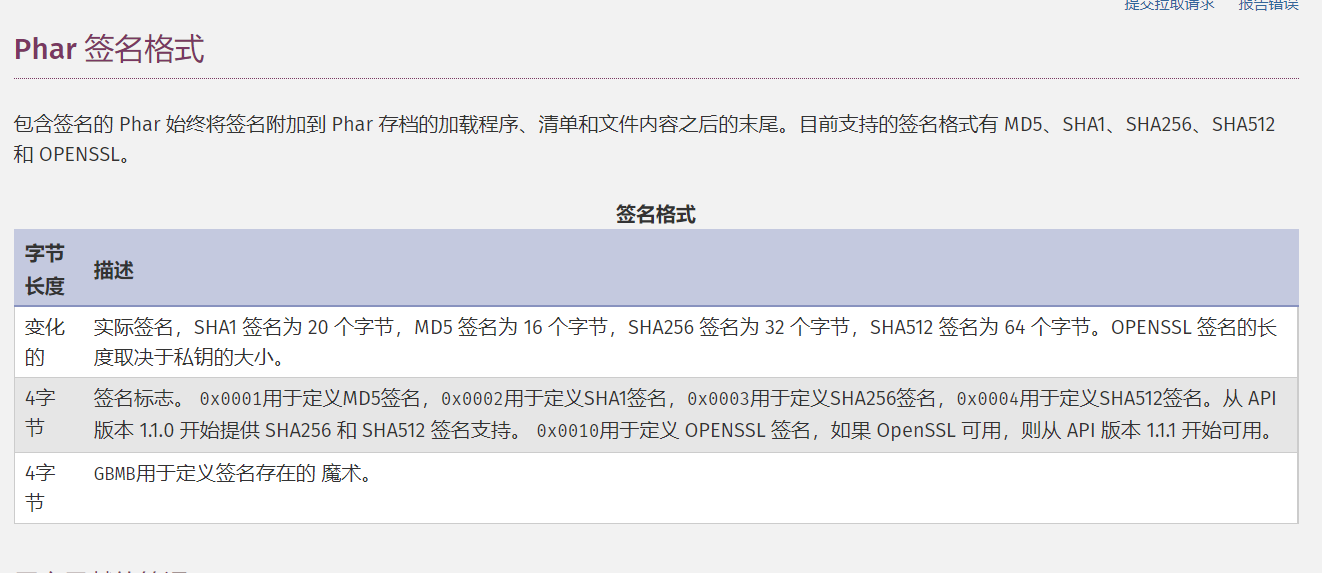 提交拉取请求 报告错误
Phar 签名格式
包含签名的 Phar 始终将签名附加到 Phar 存档的加载程序、清单和文件内容之后的末尾。目前支持的签名格式有 MD5、SHA1、SHA256、SHA512
和 OPENSSL。
签名格式
字节
长度
描述
变化
的
实际签名，SHA1 签名为 20 个字节，MD5 签名为 16 个字节，SHA256 签名为 32 个字节，SHA512 签名为 64 个字节。OPENSSL 签名的长
度取决于私钥的大小。
4字
节
签名标志。 0x0001用于定义MD5签名，0x0002用于定义SHA1签名，0x0003用于定义SHA256签名，0x0004用于定义SHA512签名。从 API
版本 1.1.0 开始提供 SHA256 和 SHA512 签名支持。 0x0010用于定义 OPENSSL 签名，如果 OpenSSL 可用，则从 API 版本 1.1.1 开始可用。
4字
节
GBMB用于定义签名存在的 魔术。